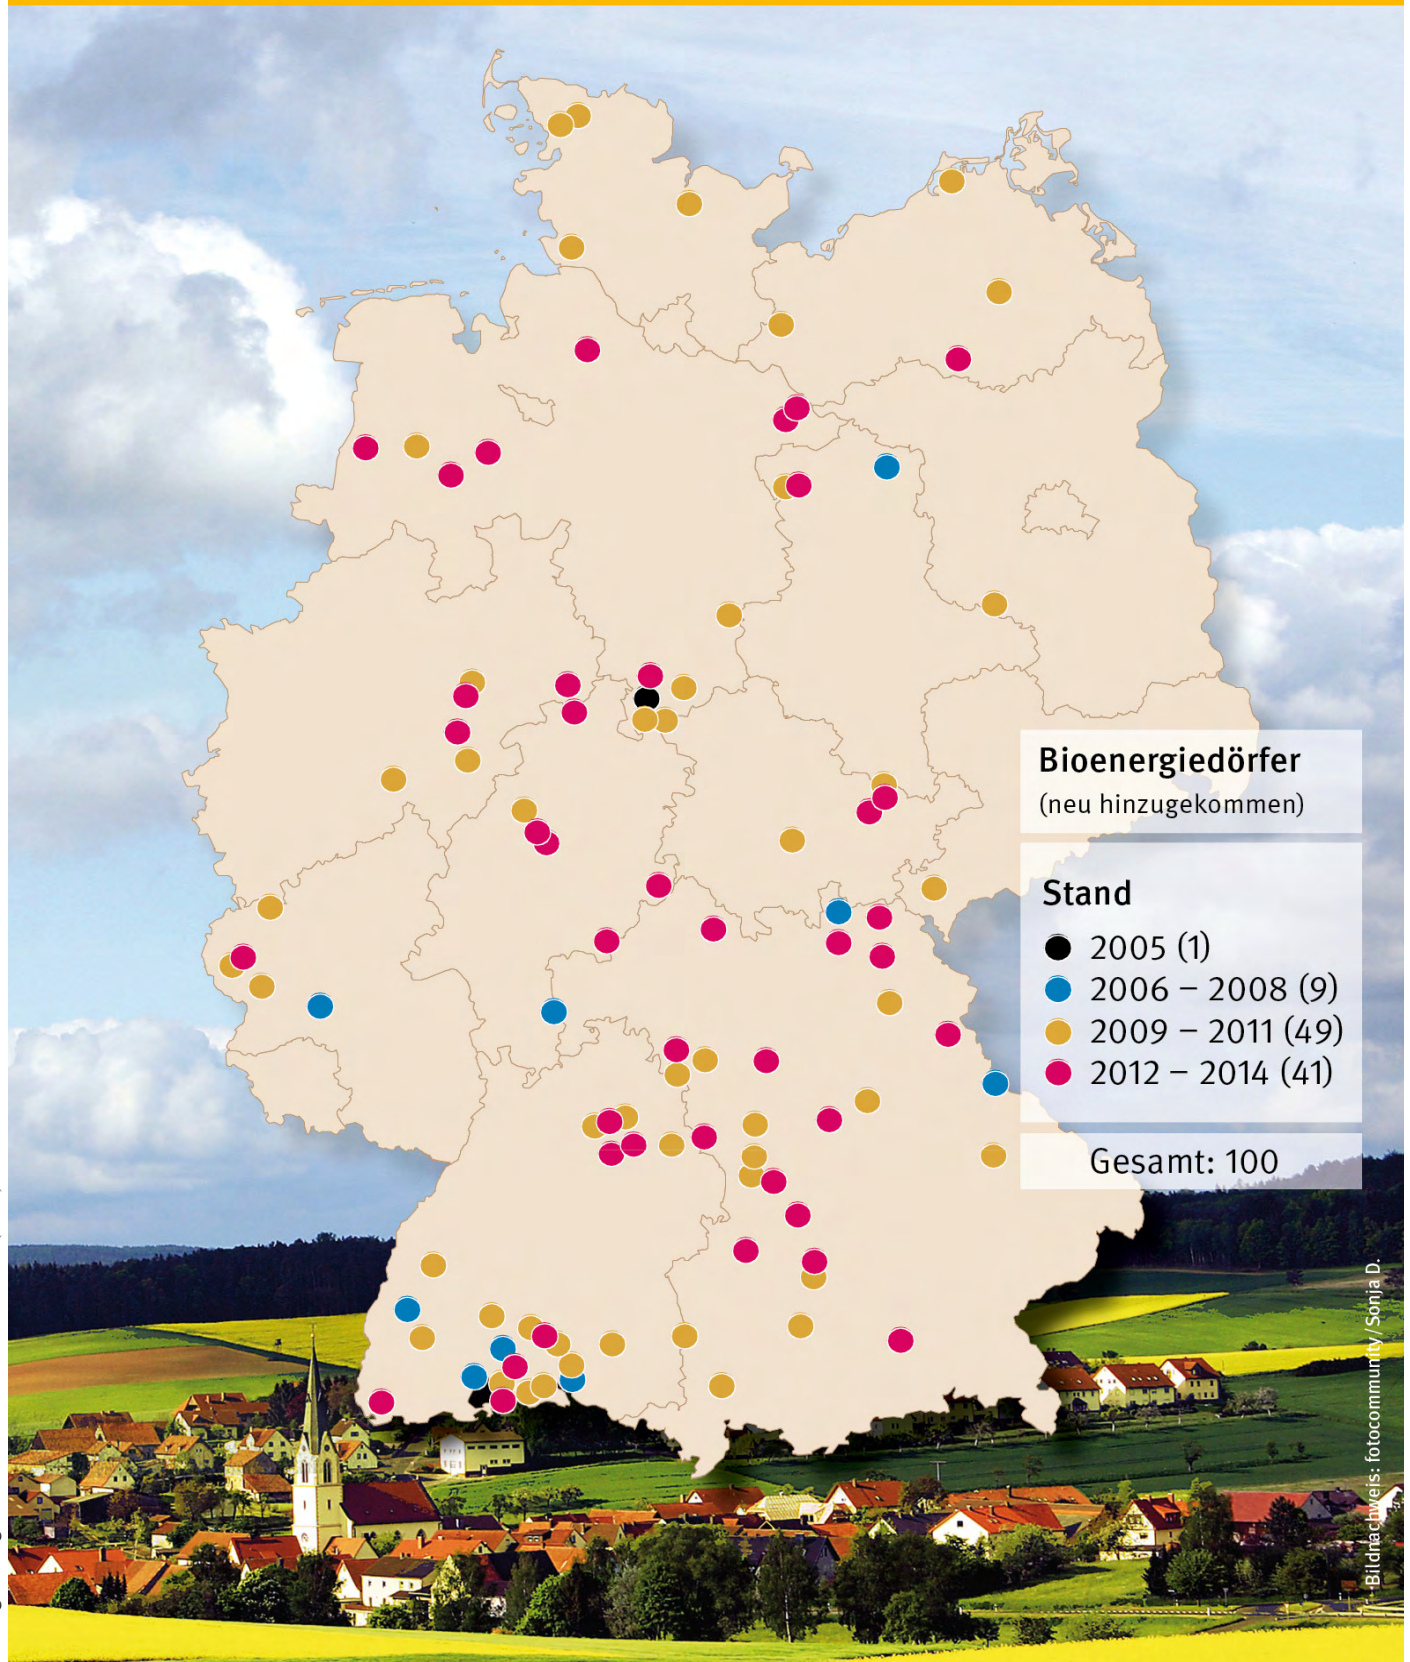 Bioenergiedörfer
(neu hinzugekommen)
Stand
2005 (1)
2006 – 2008 (9)
2009 – 2011 (49)
2012 – 2014 (41)
Gesamt: 100
Bildnachweis: fotocommunity/Sonja D.